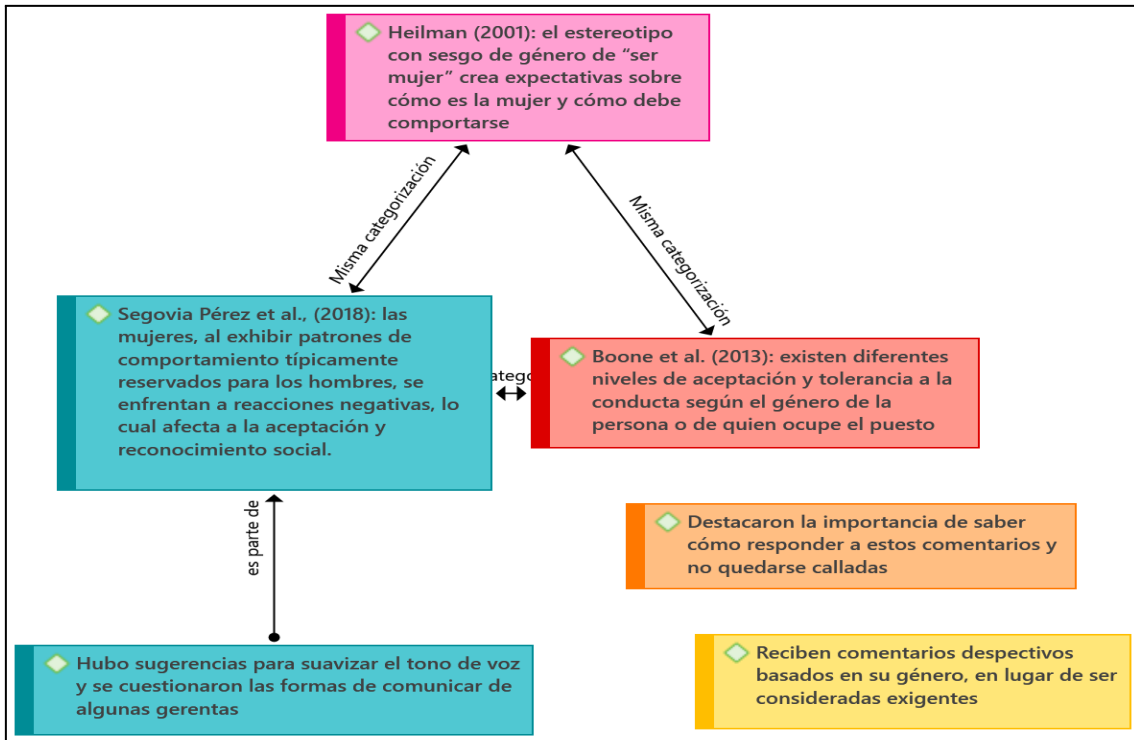 Heilman (2001): el estereotipo
con sesgo de género de “ser
mujer” crea expectativas sobre
cómo es la mujer y cómo debe
comportarse
Misma categorización
Misma categorización
Segovia Pérez et al., (2018): las
mujeres, al exhibir patrones de
comportamiento típicamente
reservados para los hombres, se
enfrentan a reacciones negativas, lo
cual afecta a la aceptación y
reconocimiento social.
Boone et al. (2013): existen diferentes
niveles de aceptación y tolerancia a la
conducta según el género de la
persona o de quien ocupe el puesto
es parte de
Destacaron la importancia de saber
cómo responder a estos comentarios y
no quedarse calladas
Hubo sugerencias para suavizar el tono de voz
y se cuestionaron las formas de comunicar de
algunas gerentas
Reciben comentarios despectivos
basados en su género, en lugar de ser
consideradas exigentes